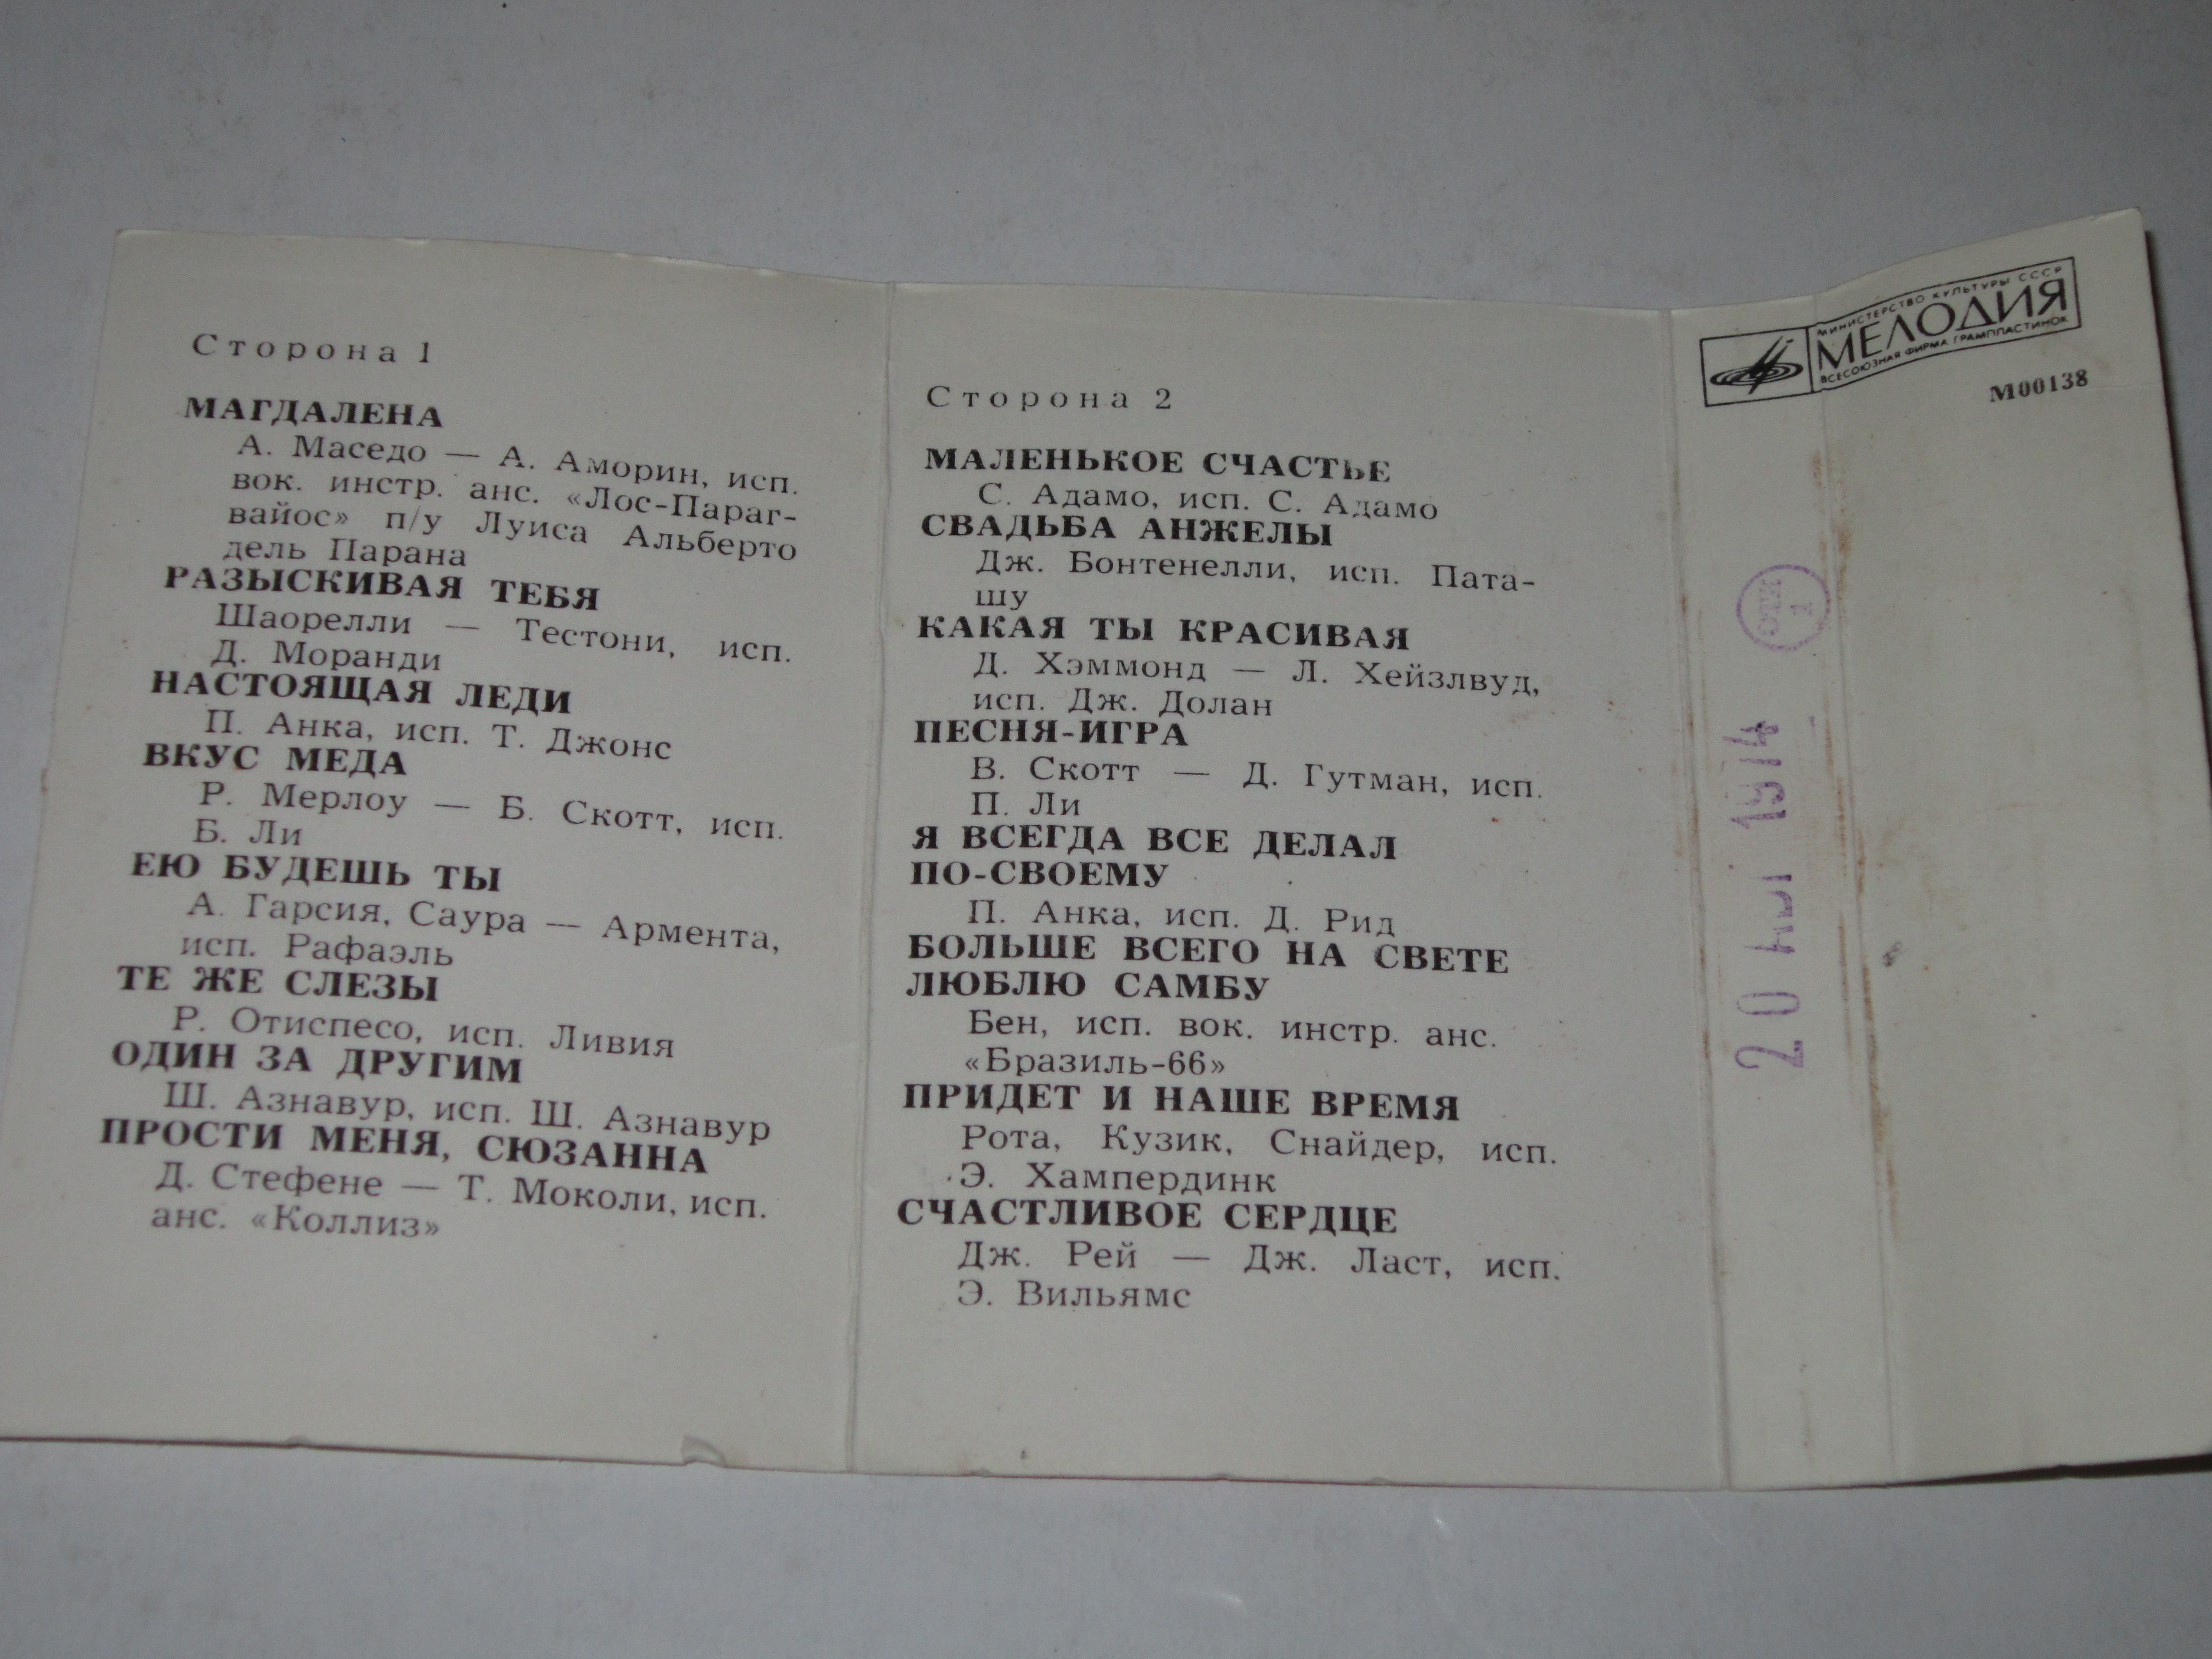 Сторона 1
МАГДАЛЕНА
А. Маседо — А. Аморин, исп.
вок. инстр. анс. «Лос-Параг-
вайос» п/у Луиса Альберто
дель Парана
РАЗЫСКИВАЯ ТЕБЯ
Шаорелли — Тестони, исп.
Д. Моранди
НАСТОЯЩАЯ ЛЕДИ
П. Анка, исп. Т. Джонс
ВКУС МЕДА
Р. Мерлоу — Б. Скотт, исп.
Б. Ли
ЕЮ БУДЕШЬ ТЫ
А. Гарсия, Саура — Армента,
исп. Рафаэль
ТЕ ЖЕ СЛЕЗЫ
Р. Отиспесо, исп. Ливия
ОДИН ЗА ДРУГИМ
Ш. Азнавур, исп. Ш. Азнавур
ПРОСТИ МЕНЯ, СЮЗАННА
Д. Стефене — Т. Моколи, исп.
анс. «Коллиз»
Сторона 2
МАЛЕНЬКОЕ СЧАСТЬЕ
С. Адамо, исп. С. Адамо
СВАДЬБА АНЖЕЛЫ
Дж. Бонтенелли, исп. Пата-
шу
КАКАЯ ТЫ КРАСИВАЯ
Д. Хэммонд — Л. Хейзлвуд,
исп. Дж. Долан
ПЕСНЯ-ИГРА
В. Скотт — Д. Гутман, исп.
П. Ли
Я ВСЕГДА ВСЕ ДЕЛАЛ
ПО-СВОЕМУ
П. Анка, исп. Д. Рид
БОЛЬШЕ ВСЕГО НА СВЕТЕ
ЛЮБЛЮ САМБУ
Бен, исп. вок. инстр. анс.
«Бразиль-66»
ПРИДЕТ И НАШЕ ВРЕМЯ
Рота, Кузик, Снайдер, исп.
Э. Хампердинк
СЧАСТЛИВОЕ СЕРДЦЕ
Дж. Рей — Дж. Ласт, исп.
Э. Вильямс
МИНИСТЕРСТВО КУЛЬТУРЫ СССР
МЕЛОДИЯ
ВСЕСОЮЗНАЯ ФИРМА ГРАМПЛАСТИНОК
М00138
ОТК
1
20 1974